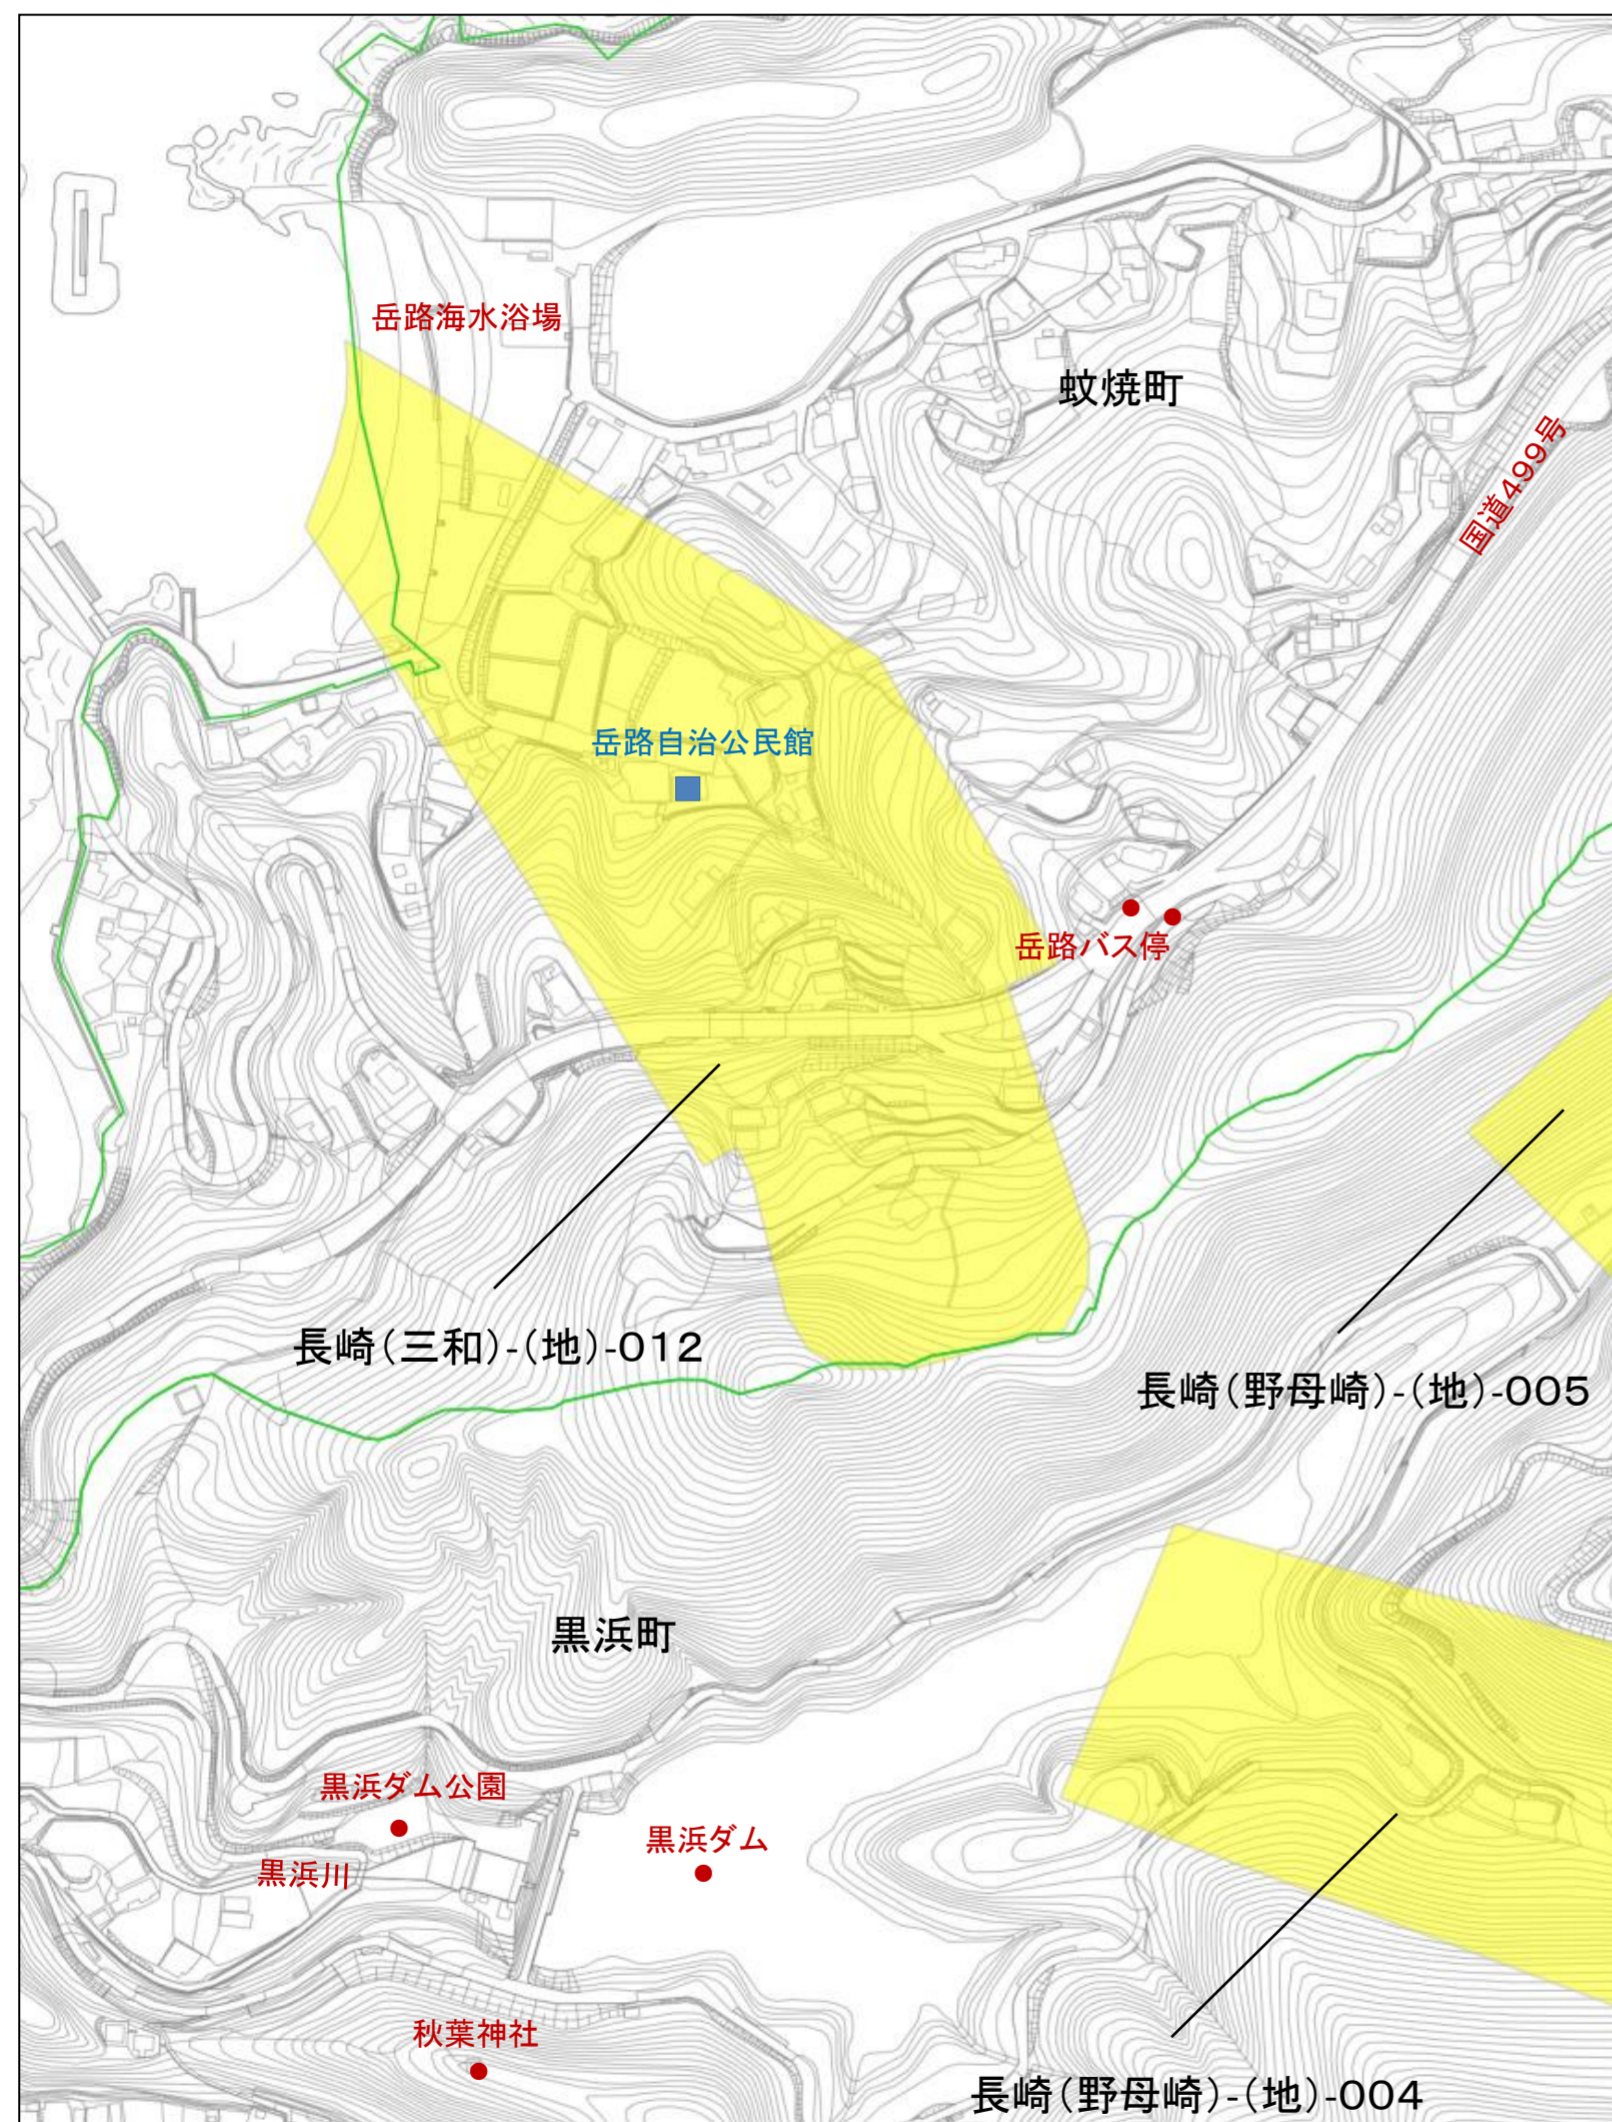 岳路海水浴場
蚊焼町
国道499号
岳路自治公民館
岳路バス停
長崎(三和)-(地)-012
長崎(野母崎)-(地)-005
黒浜町
黒浜ダム公園
黒浜ダム
黒浜川
秋葉神社
長崎(野母崎)-(地)-004